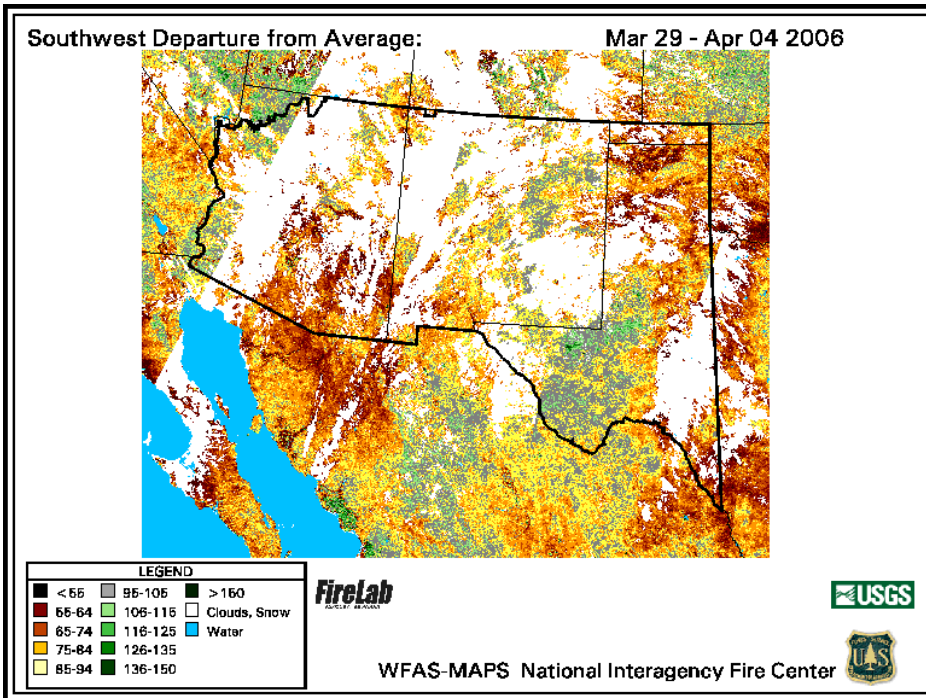 Southwest Departure from Average: Mar 29 - Apr 04 2006
LEGEND
<55 95-105 >150
55-64 106-115 Clouds, Snow
65-74 116-125 Water
75-84 126-135
85-94 136-150
FireLab
USGS
WFAS-MAPS National Interagency Fire Center